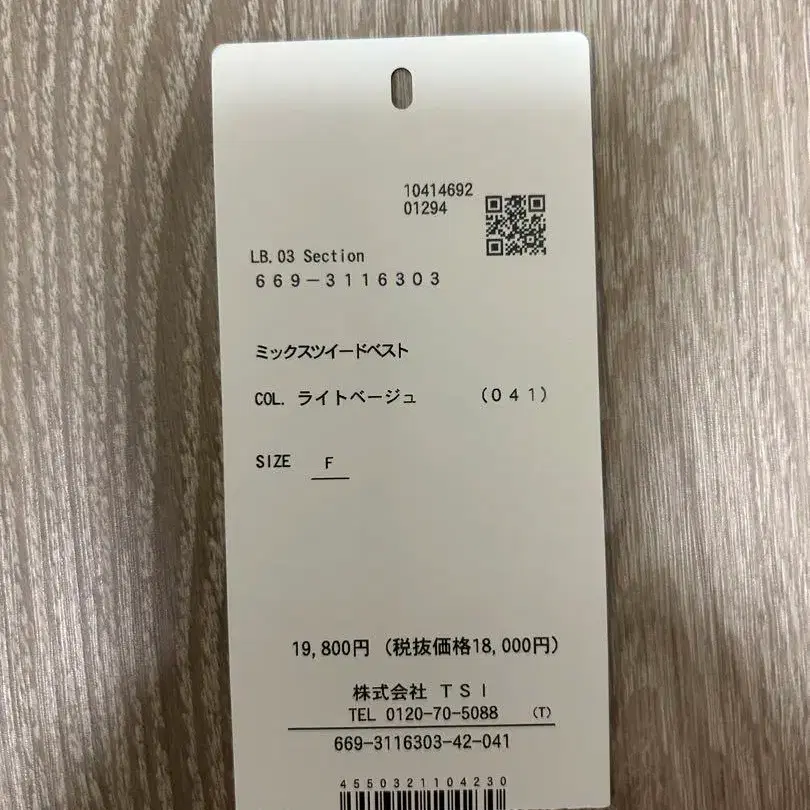 10414692
01294
LB.03 Section
669-3116303
ミックスツイードベスト
COL. ライトベージュ (041)
SIZE F
19,800円 (税抜価格18,000円)
株式会社 TSI
TEL 0120-70-5088 (T)
669-3116303-42-041
4550321104230